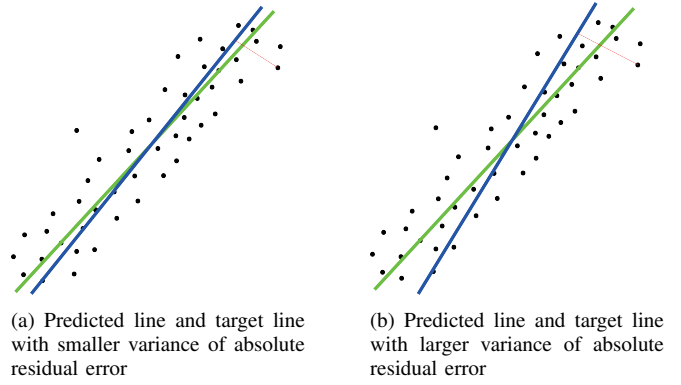 (a) Predicted line and target line
with smaller variance of absolute
residual error
(b) Predicted line and target line
with larger variance of absolute
residual error